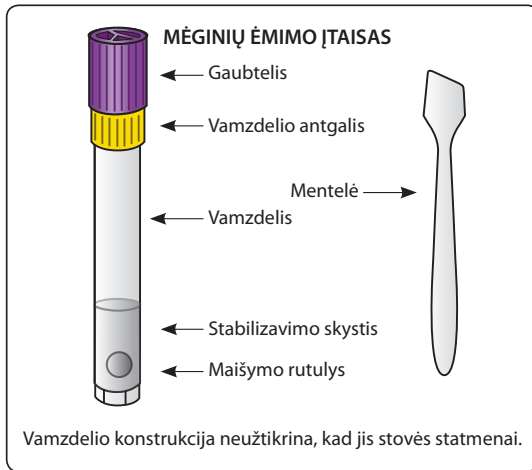 MĖGINIŲ ĖMIMO ĮTAISAS
Gaubtelis
Vamzdelio antgalis
Mentelė
Vamzdelis
Stabilizavimo skystis
Maišymo rutulys
Vamzdelio konstrukcija neužtikrina, kad jis stovės statmenai.